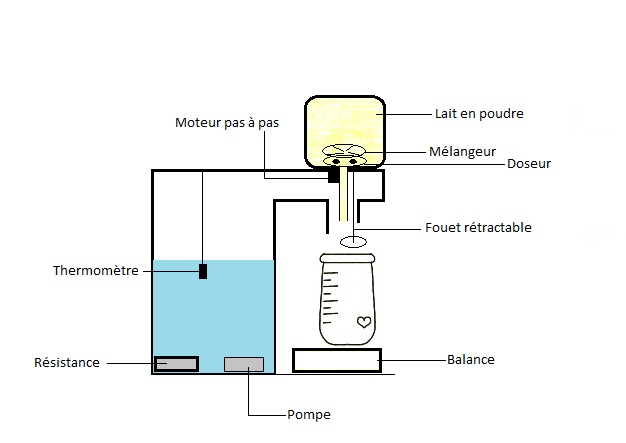 Lait en poudre
Moteur pas à pas
Mélangeur
Doseur
Fouet rétractable
Thermomètre
Résistance
Balance
Pompe